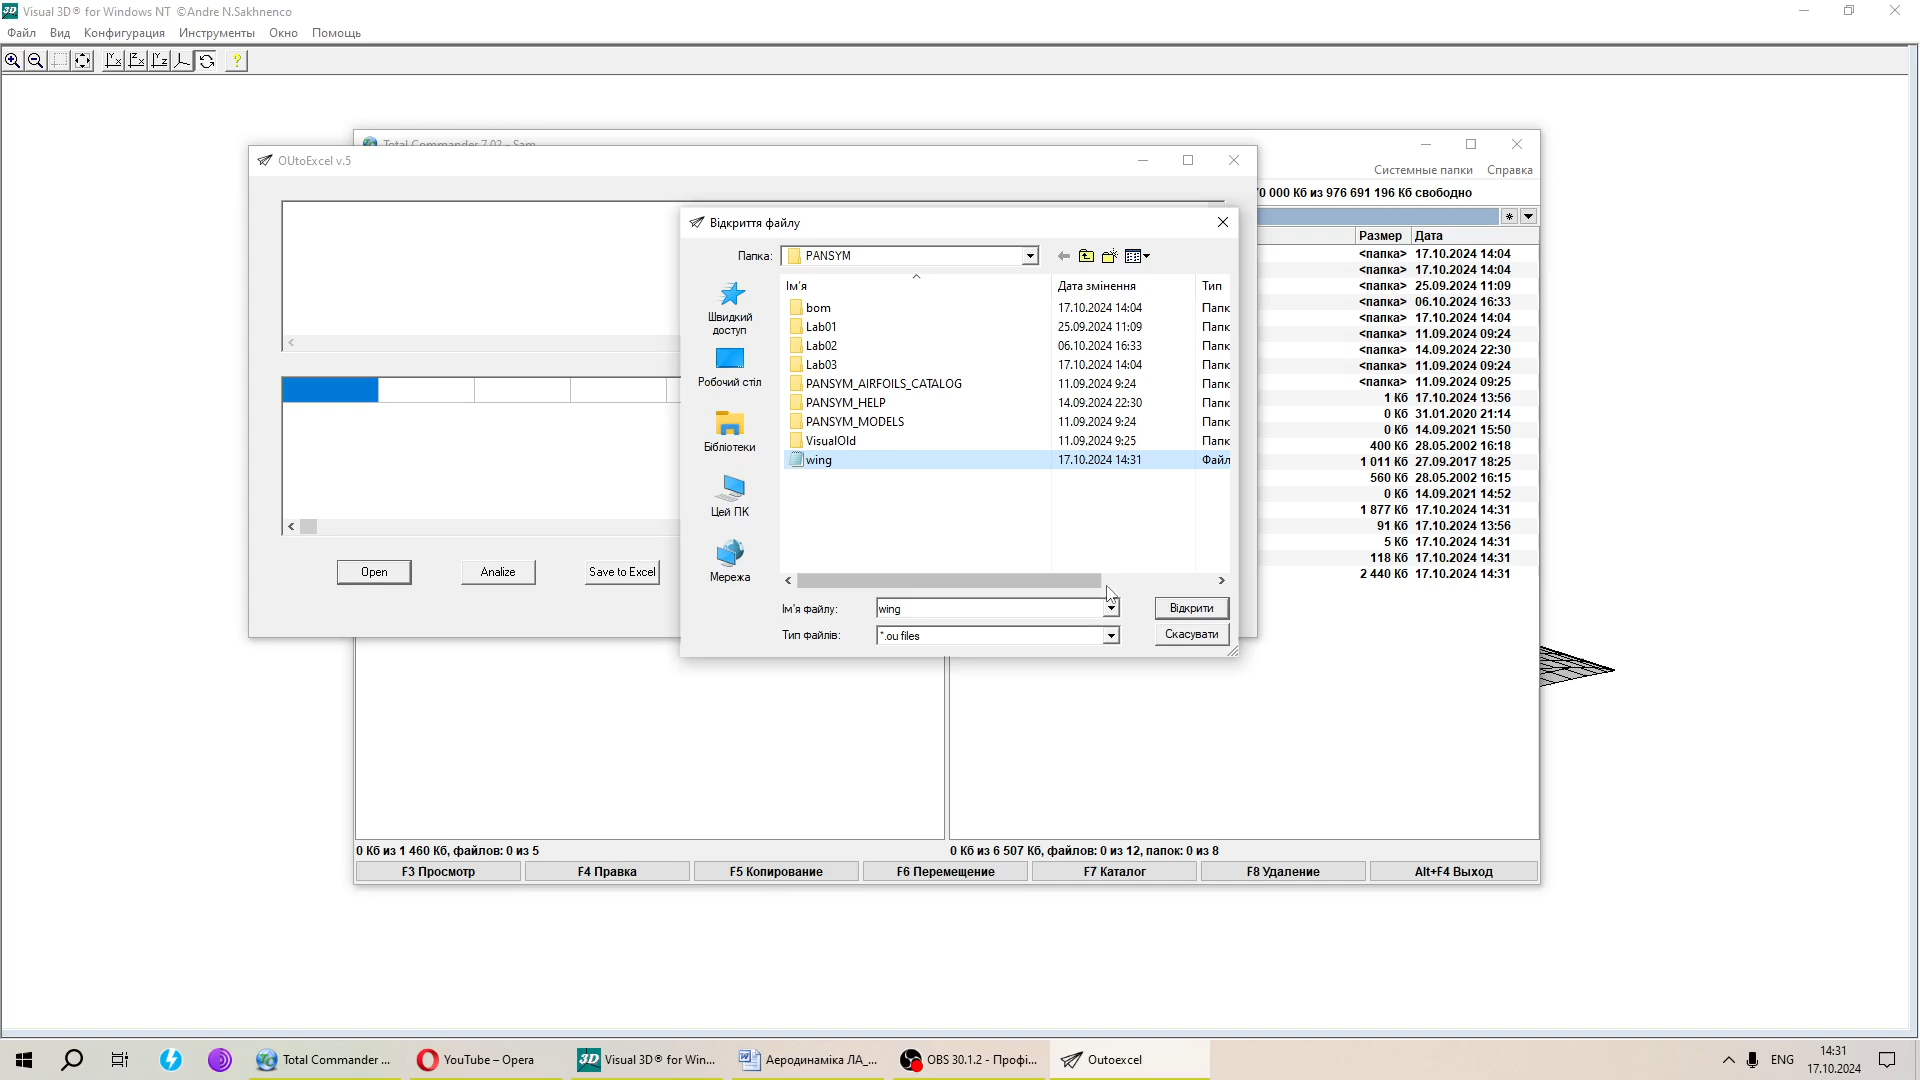 Visual 3D® for Windows NT ©Andre N.Sakhnenco
Файл Вид Конфигурация Инструменты Окно Помощь
Total Commander 7.02 - Sam
Системные папки Справка
0 000 Кб из 976 691 196 Кб свободно
Размер Дата
<папка> 17.10.2024 14:04
<папка> 17.10.2024 14:04
<папка> 25.09.2024 11:09
<папка> 06.10.2024 16:33
<папка> 17.10.2024 14:04
<папка> 11.09.2024 09:24
<папка> 14.09.2024 22:30
<папка> 11.09.2024 09:24
<папка> 11.09.2024 09:25
1 Кб 17.10.2024 13:56
0 Кб 31.01.2020 21:14
0 Кб 14.09.2021 15:50
400 Кб 28.05.2002 16:18
1 011 Кб 27.09.2017 18:25
560 Кб 28.05.2002 16:15
0 Кб 14.09.2021 14:52
1 877 Кб 17.10.2024 14:31
91 Кб 17.10.2024 13:56
5 Кб 17.10.2024 14:31
118 Кб 17.10.2024 14:31
2 440 Кб 17.10.2024 14:31
OUtoExcel v.5
Open Analize Save to Excel
Відкриття файлу
Папка: PANSYM
Швидкий
доступ
Робочий стіл
Бібліотеки
Цей ПК
Мережа
Ім'я Дата змінення Тип
bom 17.10.2024 14:04 Папк
Lab01 25.09.2024 11:09 Папк
Lab02 06.10.2024 16:33 Папк
Lab03 17.10.2024 14:04 Папк
PANSYM_AIRFOILS_CATALOG 11.09.2024 9:24 Папк
PANSYM_HELP 14.09.2024 22:30 Папк
PANSYM_MODELS 11.09.2024 9:24 Папк
VisualOld 11.09.2024 9:25 Папк
wing 17.10.2024 14:31 Файл
Ім'я файлу: wing Відкрити
Тип файлів: *.ou files Скасувати
0 Кб из 1 460 Кб, файлов: 0 из 5
0 Кб из 6 507 Кб, файлов: 0 из 12, папок: 0 из 8
F3 Просмотр F4 Правка F5 Копирование F6 Перемещение F7 Каталог F8 Удаление Alt+F4 Выход
Total Commander ... YouTube – Opera Visual 3D® for Win... Аеродинаміка ЛА_... OBS 30.1.2 - Профі... Outoexcel
ENG
14:31
17.10.2024